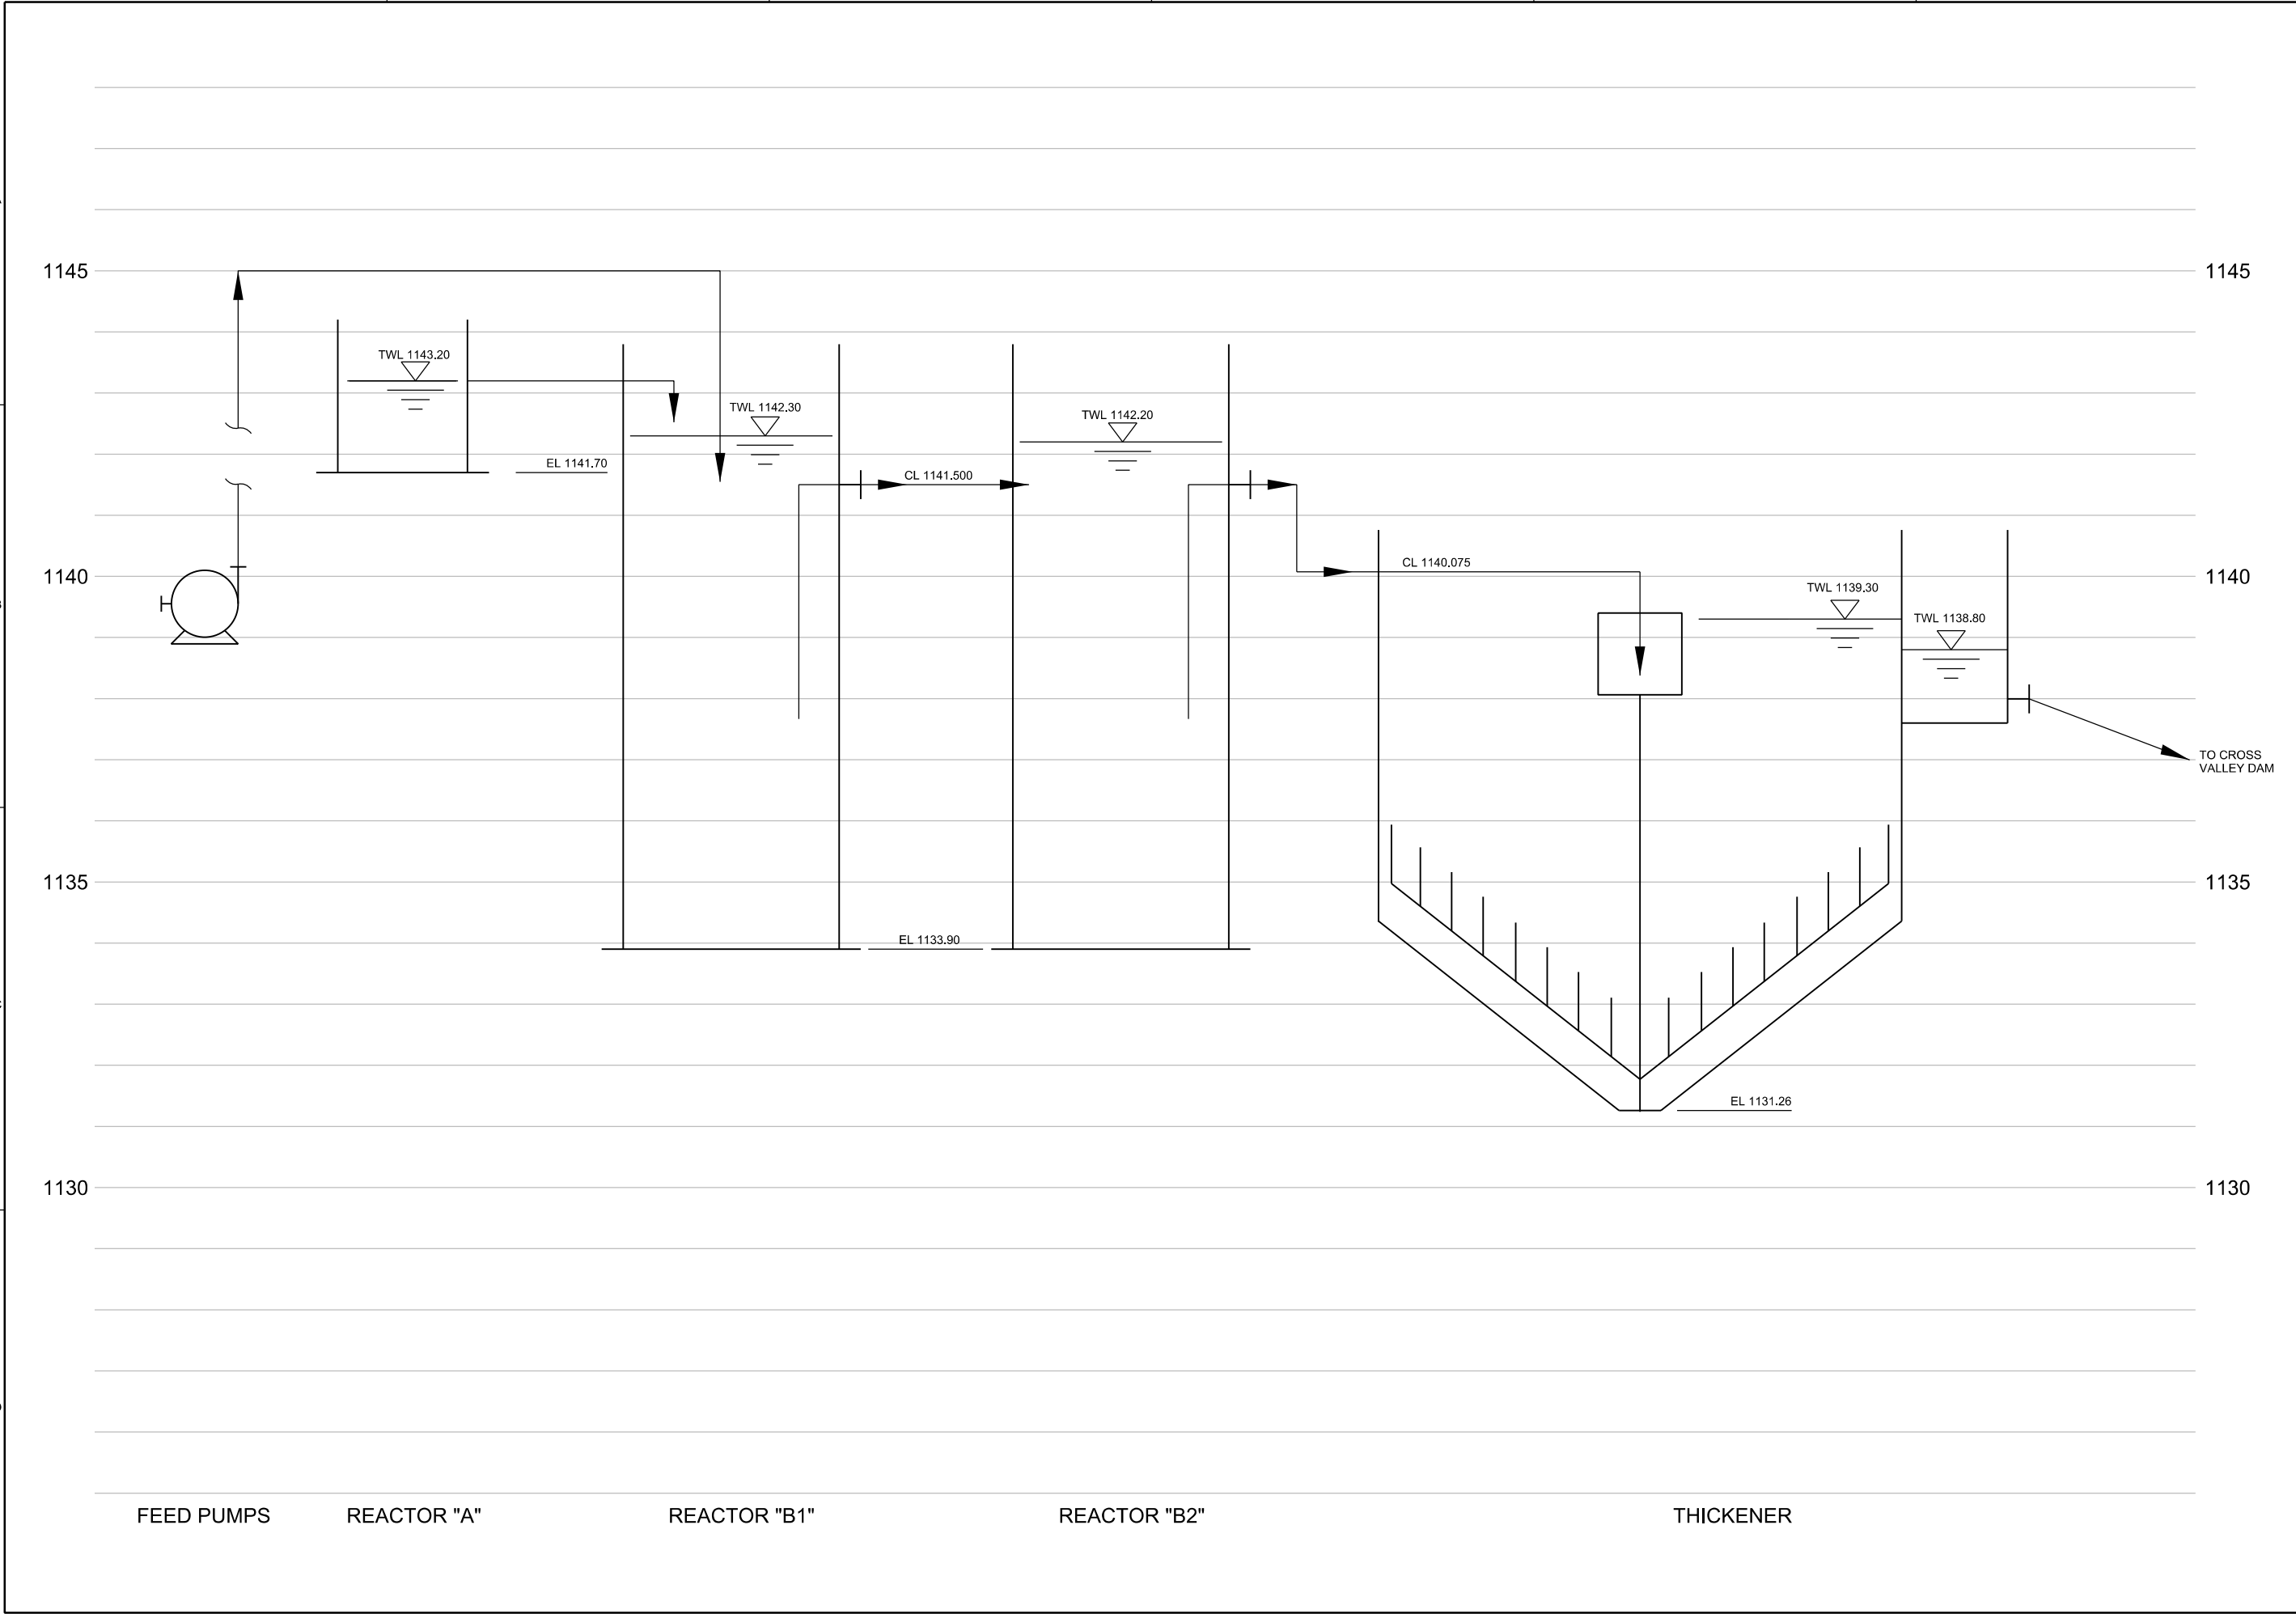 1145
1145
TWL 1143.20
TWL 1142.30
TWL 1142.20
EL 1141.70
CL 1141.500
CL 1140.075
1140
1140
TWL 1139.30
TWL 1138.80
TO CROSS
VALLEY DAM
1135
1135
EL 1133.90
EL 1131.26
1130
1130
FEED PUMPS
REACTOR "A"
REACTOR "B1"
REACTOR "B2"
THICKENER